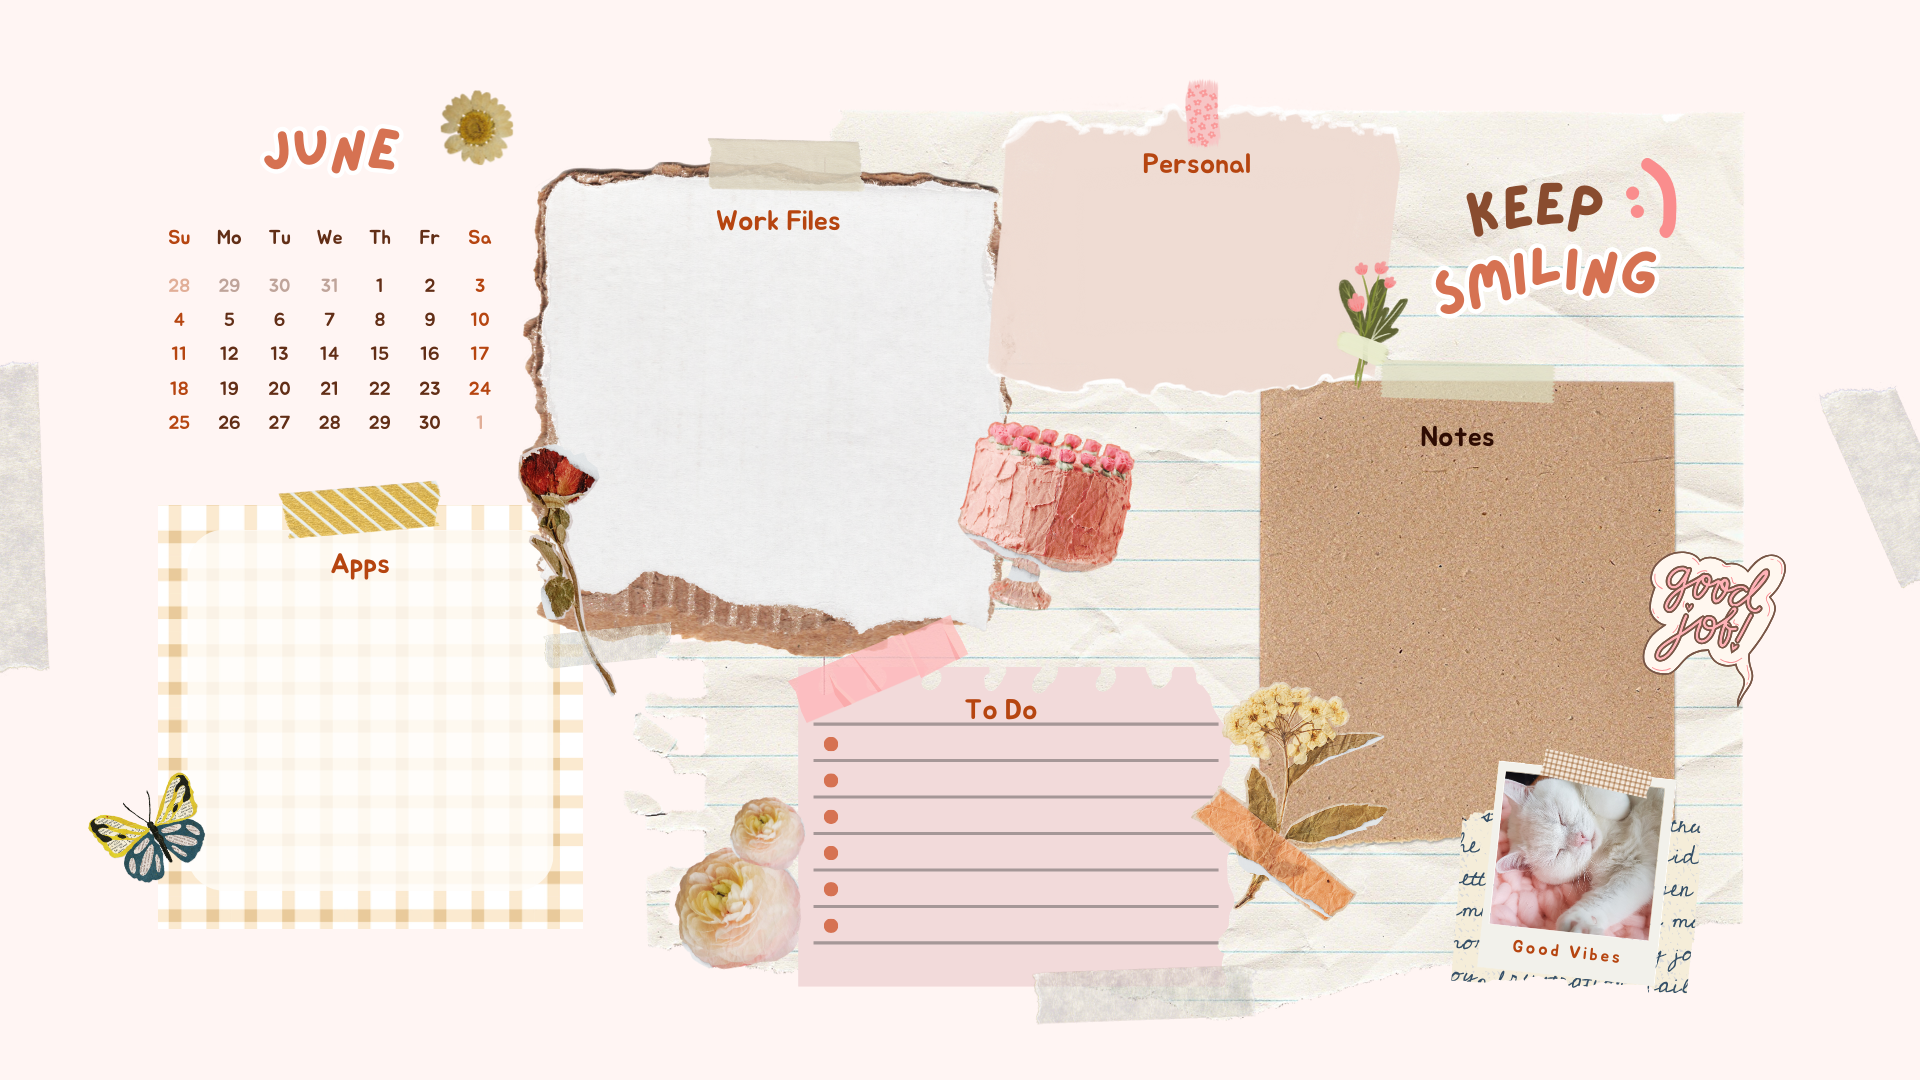 JUNE
Su Mo Tu We Th Fr Sa
28 29 30 31 1 2 3
4 5 6 7 8 9 10
11 12 13 14 15 16 17
18 19 20 21 22 23 24
25 26 27 28 29 30 1
Work Files
Personal
KEEP :)
SMILING
Notes
Apps
good
job!
To Do
Good Vibes